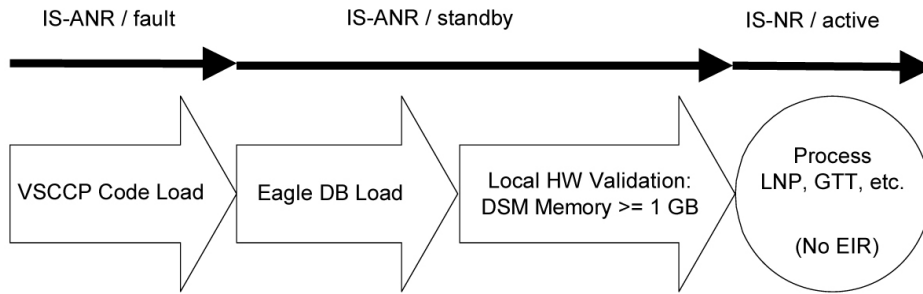 IS-ANR / fault
IS-ANR / standby
IS-NR / active
VSCCP Code Load
Eagle DB Load
Local HW Validation:
DSM Memory >= 1 GB
Process
LNP, GTT, etc.
(No EIR)